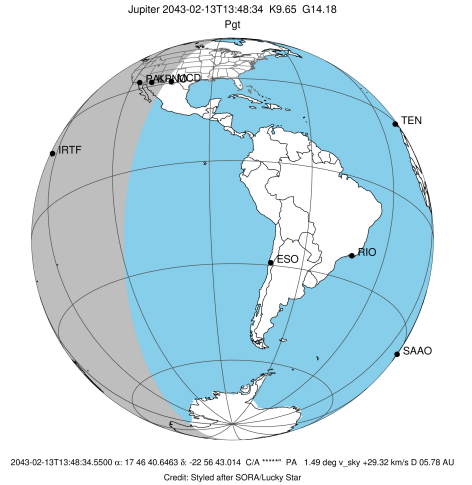 Jupiter 2043-02-13T13:48:34 K9.65 G14.18
Pgt
MCD
TEN
IRTF
RIO
ESO
SAAO
2043-02-13T13:48:34.5500 α: 17 46 40.6463 δ: -22 56 43.014 C/A *****" PA 1.49 deg v_sky +29.32 km/s D 05.78 AU
Credit: Styled after SORA/Lucky Star